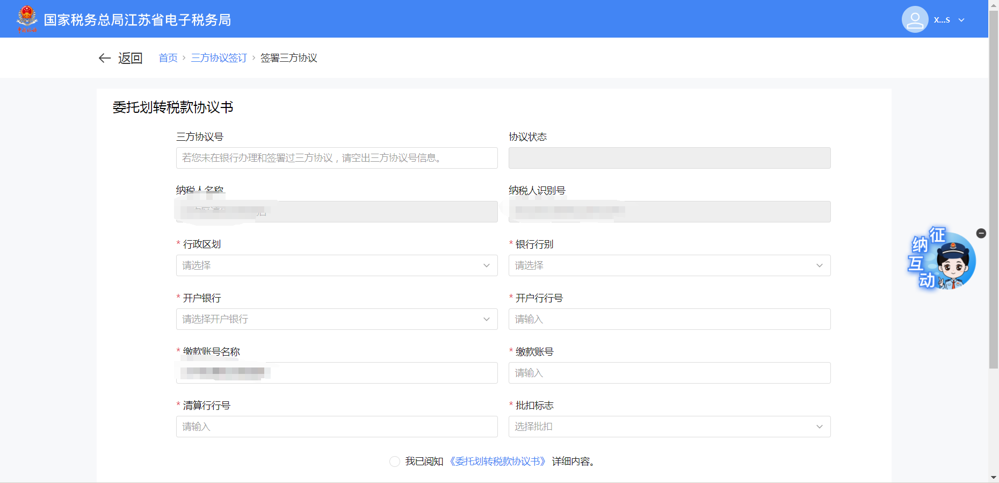 国家税务总局江苏省电子税务局
X...S
返回 首页 > 三方协议签订 > 签署三方协议
委托划转税款协议书
三方协议号
协议状态
若您未在银行办理和签署过三方协议，请空出三方协议号信息。
纳税人名称
纳税人识别号
* 行政区划
* 银行行别
请选择
请选择
* 开户银行
* 开户行行号
请选择开户银行
请输入
* 缴款账号名称
* 缴款账号
请输入
* 清算行行号
* 批扣标志
请输入
选择批扣
我已阅知 《委托划转税款协议书》 详细内容。
征
纳
互
动